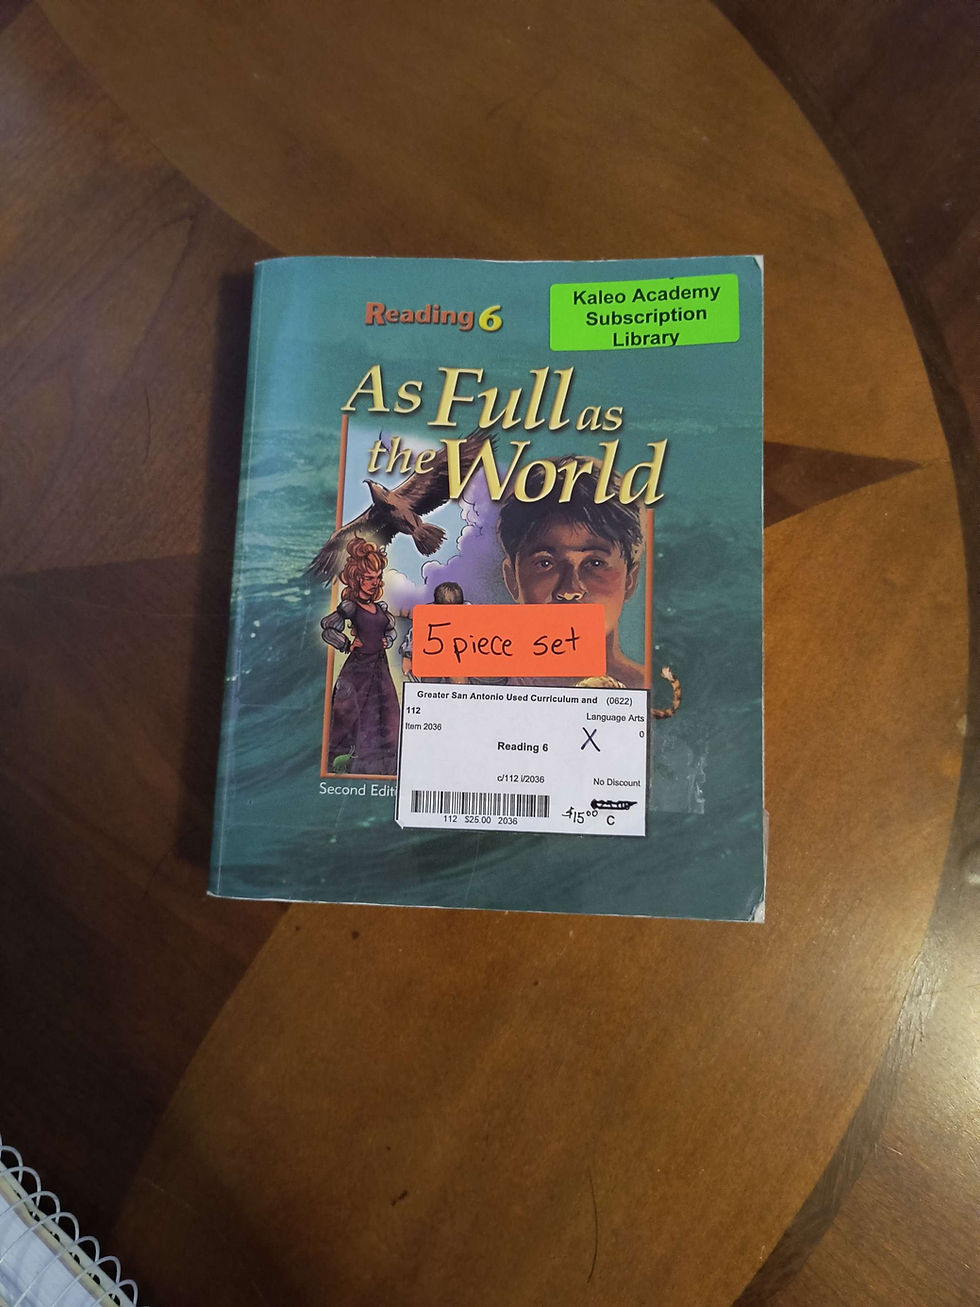 Reading 6
Kaleo Academy
Subscription
Library
As Full as
the World
5 piece set
Greater San Antonio Used Curriculum and (0622)
112
Language Arts
Item 2036
0
X
Reading 6
c/112 i/2036
No Discount
$15.00
C
112 $25.00 2036
Second Editi